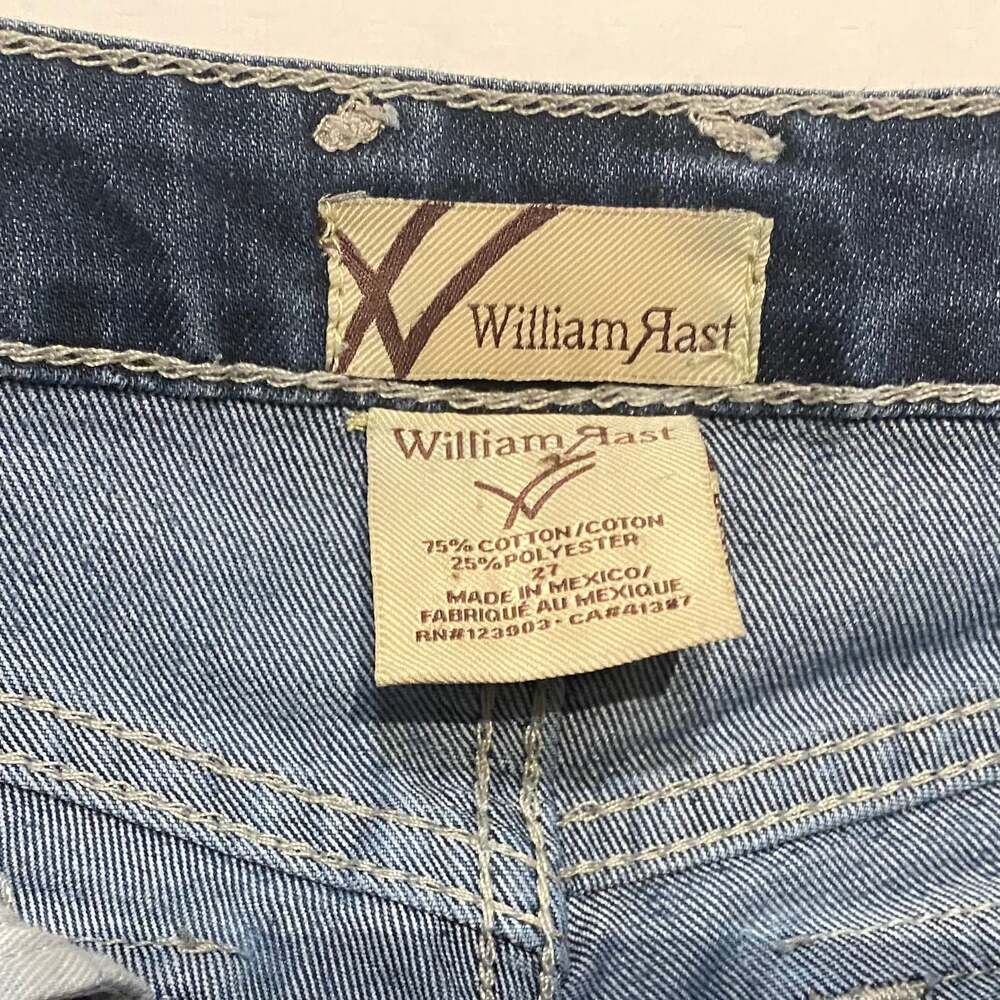 William Rast
William Rast
75% COTTON/COTON
25% POLYESTER
27
MADE IN MEXICO/
FABRIQUÉ AU MEXIQUE
RN#123903 · CA#41387